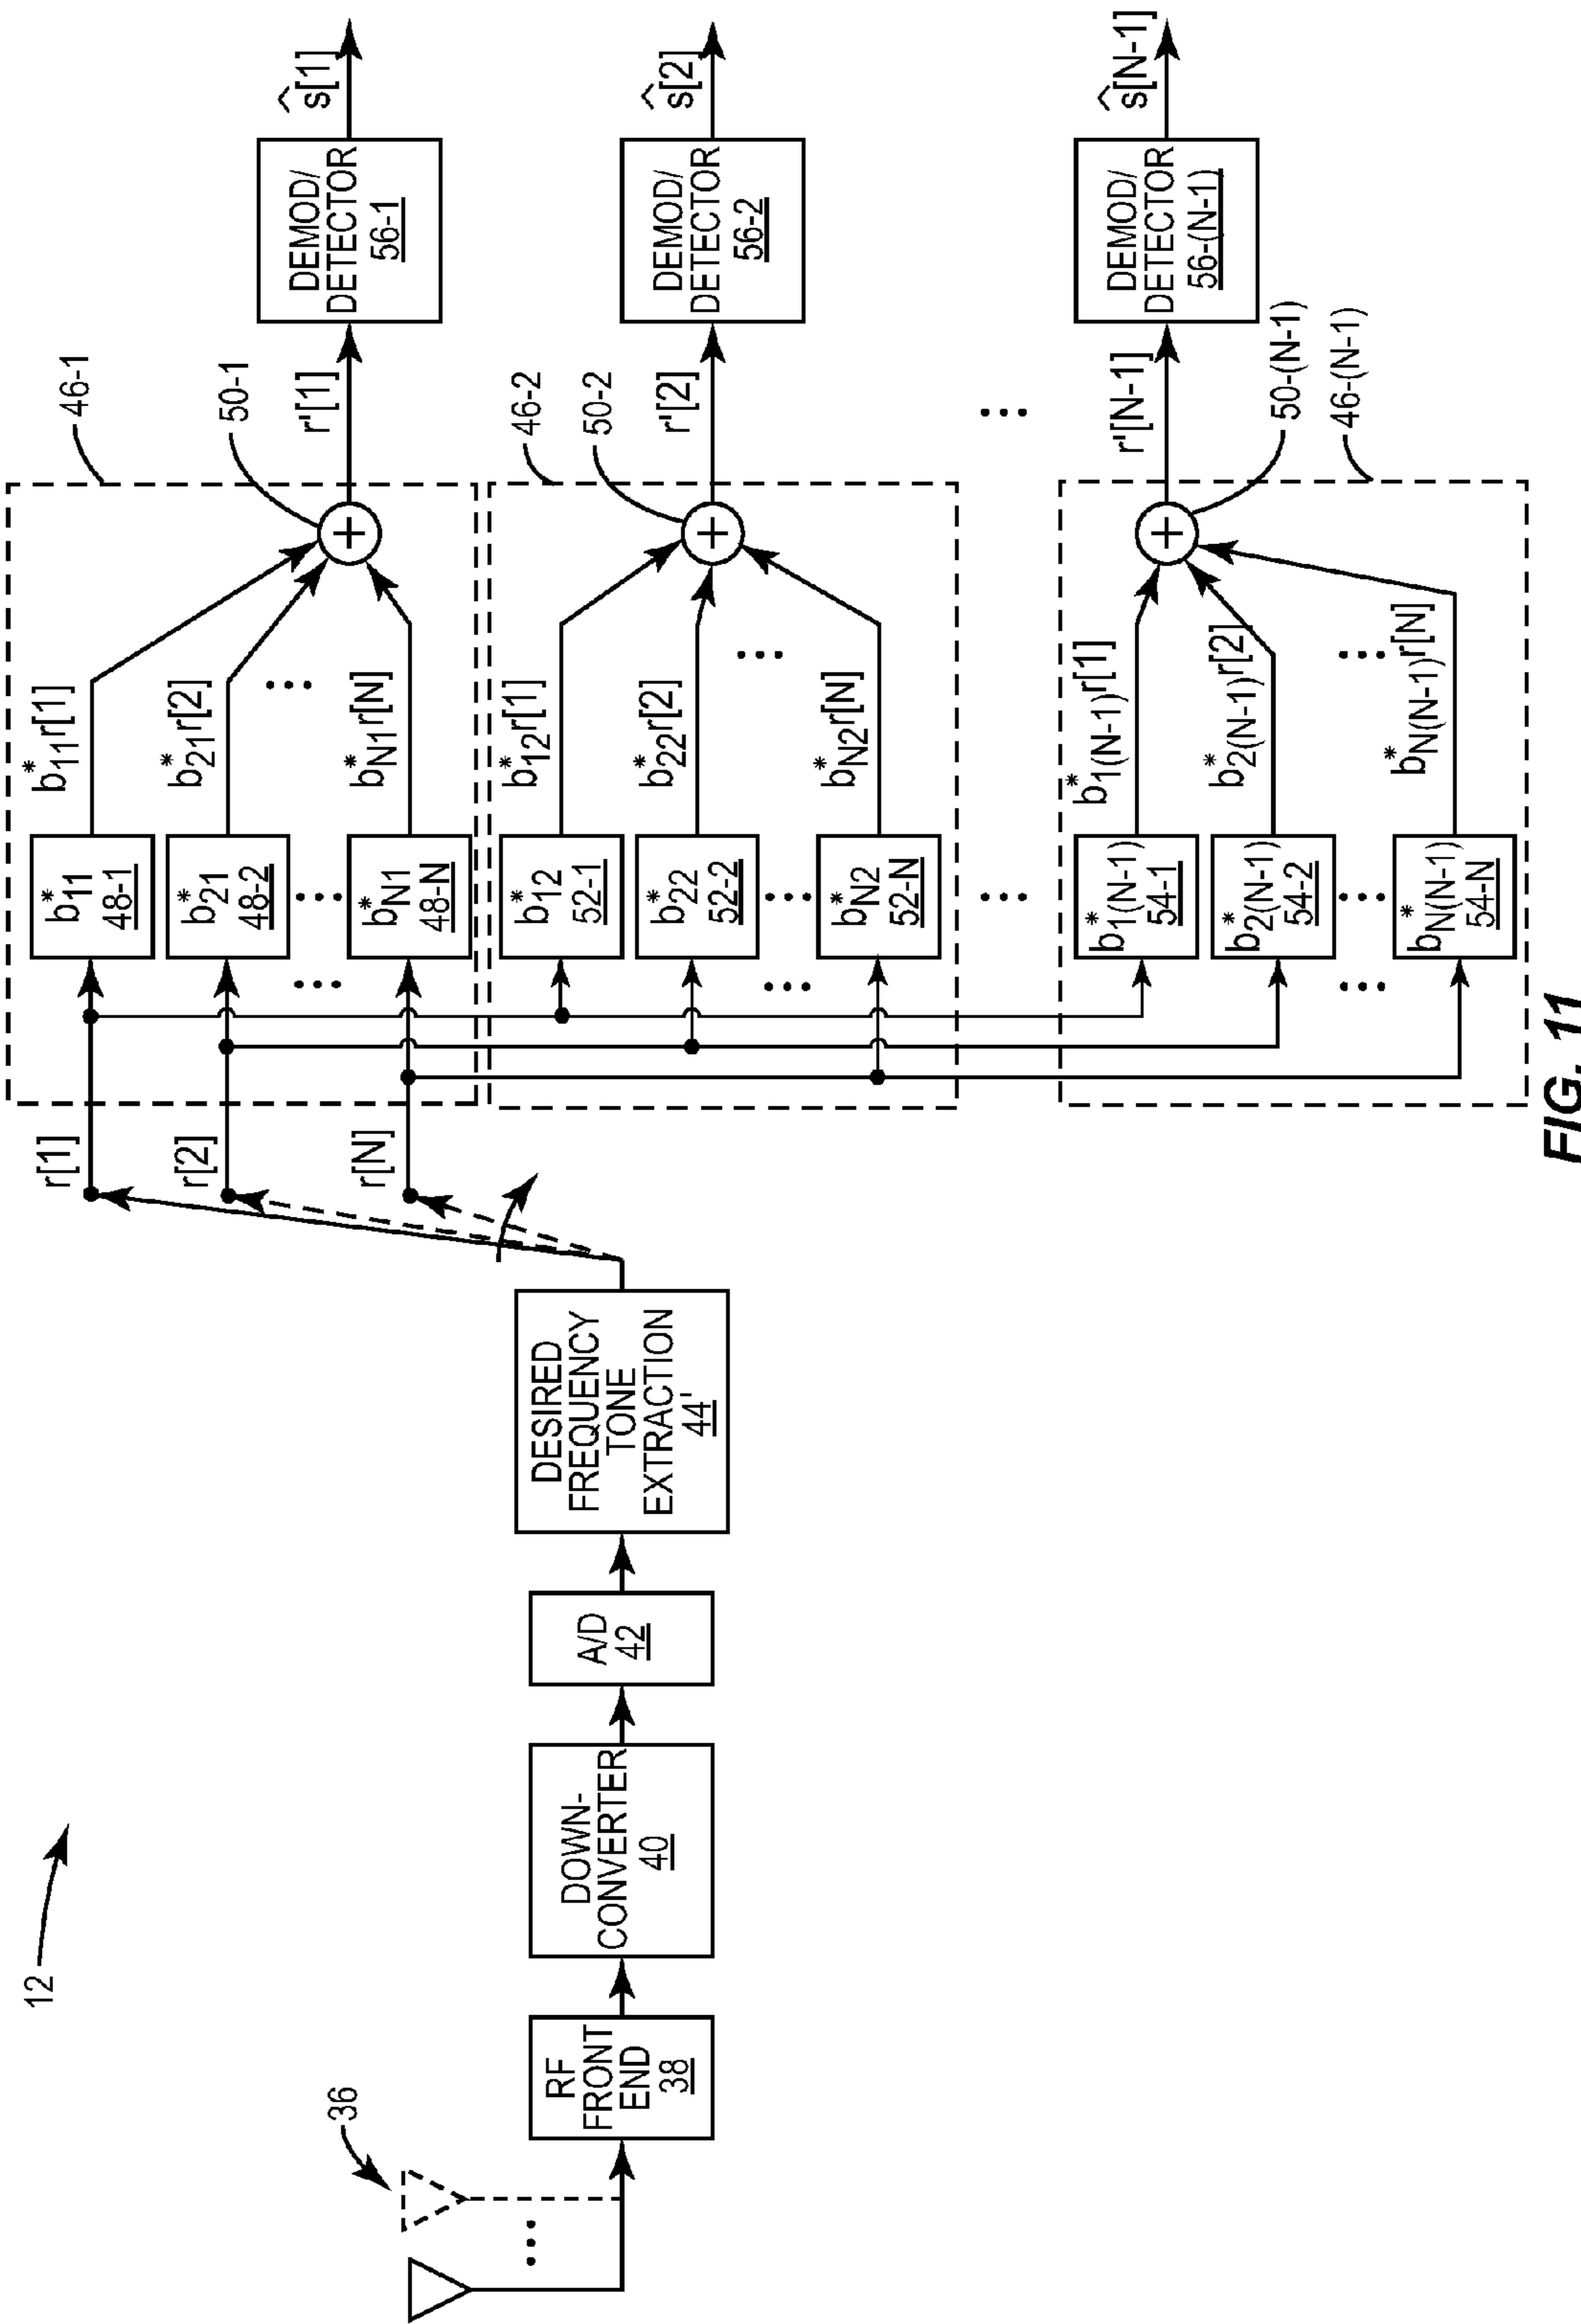 12
36
RF
FRONT
END
38
DOWN-
CONVERTER
40
A/D
42
DESIRED
FREQUENCY
TONE
EXTRACTION
44'
r[1]
r[2]
r[N]
46-1
b*11
48-1
b*11r[1]
b*21
48-2
b*21r[2]
...
b*N1
48-N
b*N1r[N]
+
50-1
r'[1]
DEMOD/
DETECTOR
56-1
ŝ[1]
46-2
b*12
52-1
b*12r[1]
b*22
52-2
b*22r[2]
...
b*N2
52-N
b*N2r[N]
+
50-2
r'[2]
DEMOD/
DETECTOR
56-2
ŝ[2]
...
b*1(N-1)
54-1
b*1(N-1)r[1]
b*2(N-1)
54-2
b*2(N-1)r[2]
...
b*N(N-1)
54-N
b*N(N-1)r[N]
+
50-(N-1)
46-(N-1)
r'[N-1]
DEMOD/
DETECTOR
56-(N-1)
ŝ[N-1]
FIG. 11